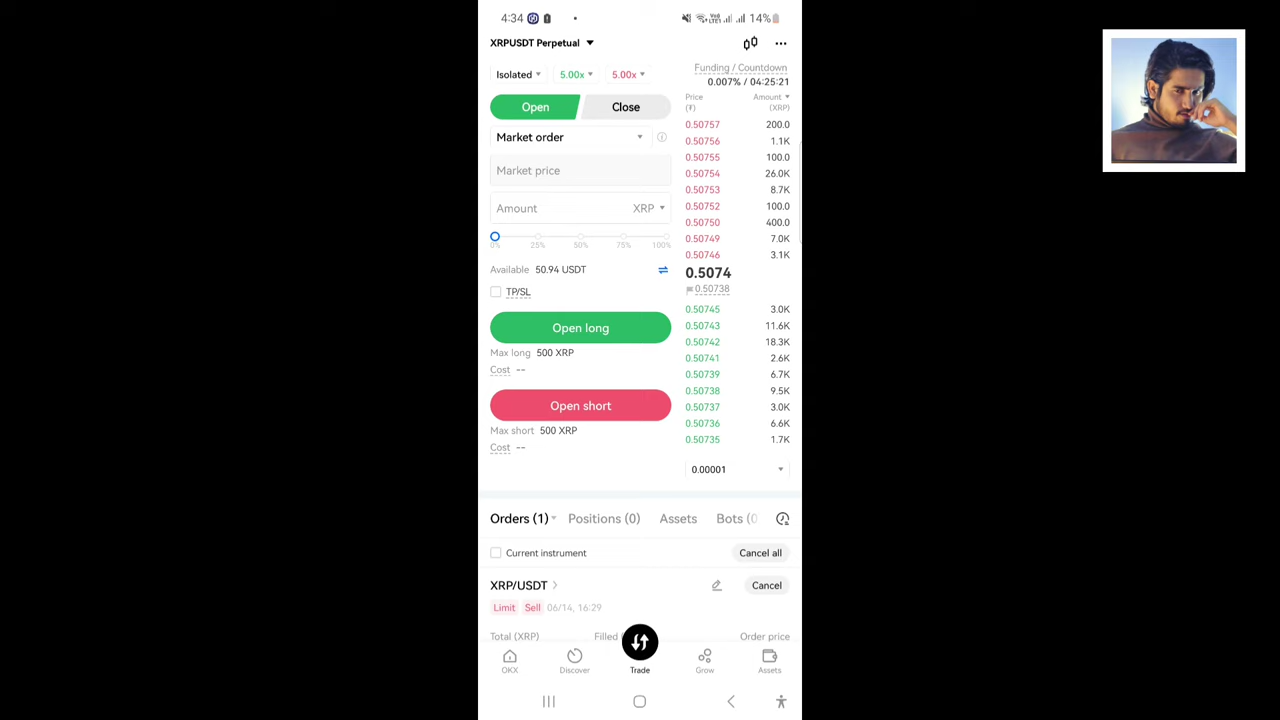 4:34
14%
XRPUSDT Perpetual
Isolated 5.00x 5.00x
Funding / Countdown
0.007% / 04:25:21
Open Close
Price (₮) Amount (XRP)
Market order
Market price
Amount XRP
0% 25% 50% 75% 100%
Available 50.94 USDT
TP/SL
Open long
Max long 500 XRP
Cost --
Open short
Max short 500 XRP
Cost --
0.50757 200.0
0.50756 1.1K
0.50755 100.0
0.50754 26.0K
0.50753 8.7K
0.50752 100.0
0.50750 400.0
0.50749 7.0K
0.50746 3.1K
0.5074
0.50738
0.50745 3.0K
0.50743 11.6K
0.50742 18.3K
0.50741 2.6K
0.50739 6.7K
0.50738 9.5K
0.50737 3.0K
0.50736 6.6K
0.50735 1.7K
0.00001
Orders (1) Positions (0) Assets Bots (0
Current instrument Cancel all
XRP/USDT Cancel
Limit Sell 06/14, 16:29
Total (XRP) Filled Order price
OKX Discover Trade Grow Assets